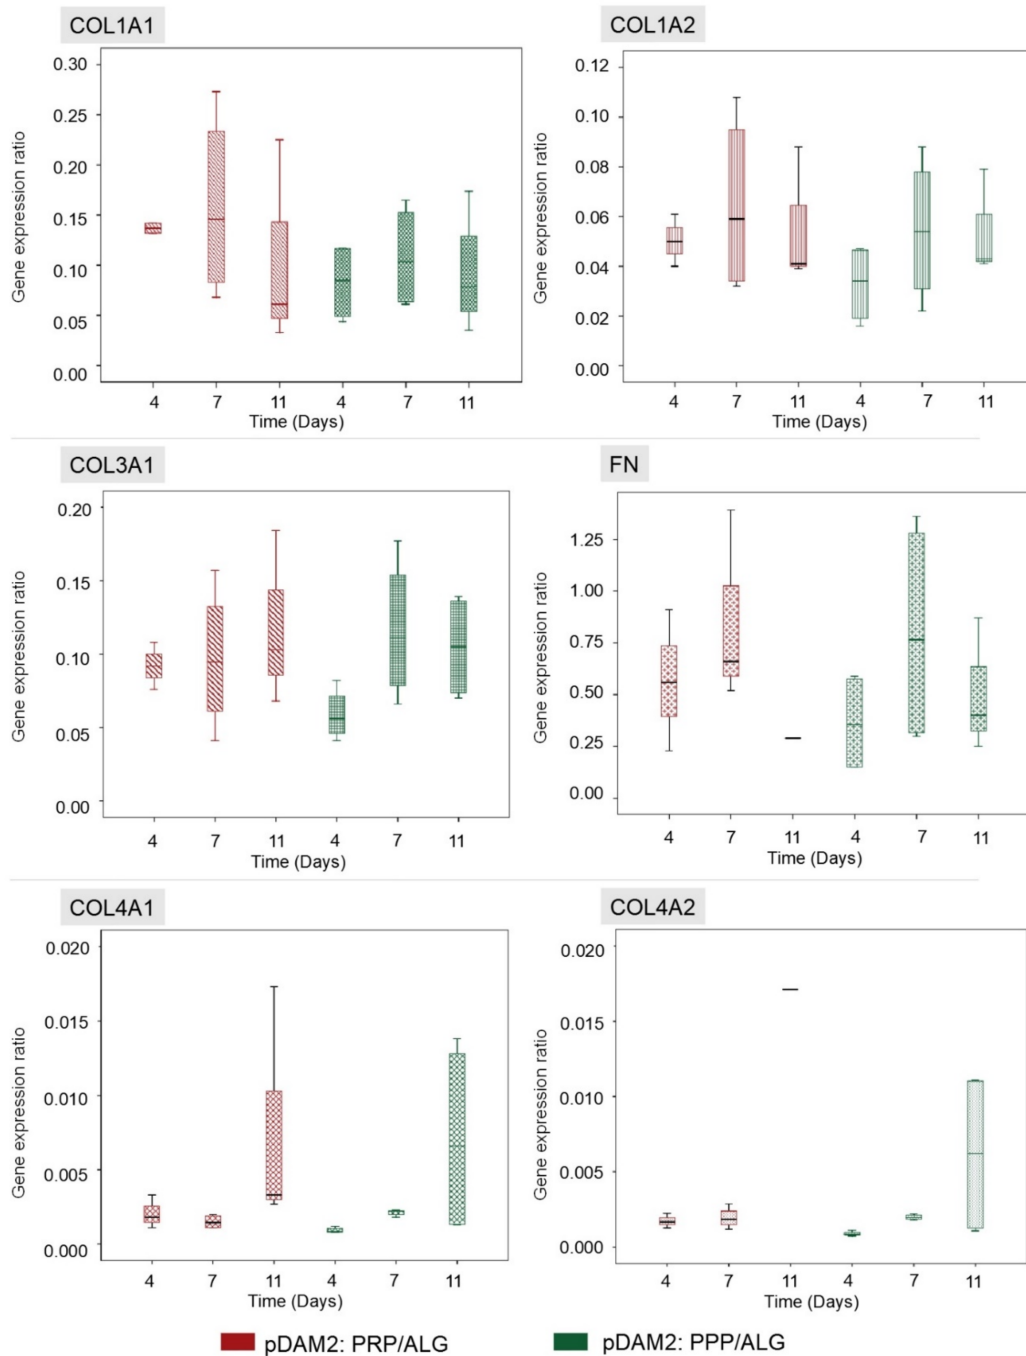 COL1A1
Gene expression ratio
0.30
0.25
0.20
0.15
0.10
0.05
0.00
4 7 11 4 7 11
Time (Days)
COL1A2
Gene expression ratio
0.12
0.10
0.08
0.06
0.04
0.02
0.00
4 7 11 4 7 11
Time (Days)
COL3A1
Gene expression ratio
0.20
0.15
0.10
0.05
0.00
4 7 11 4 7 11
Time (Days)
FN
Gene expression ratio
1.25
1.00
0.75
0.50
0.25
0.00
4 7 11 4 7 11
Time (Days)
COL4A1
Gene expression ratio
0.020
0.015
0.010
0.005
0.000
4 7 11 4 7 11
Time (Days)
COL4A2
Gene expression ratio
0.020
0.015
0.010
0.005
0.000
4 7 11 4 7 11
Time (Days)
pDAM2: PRP/ALG
pDAM2: PPP/ALG